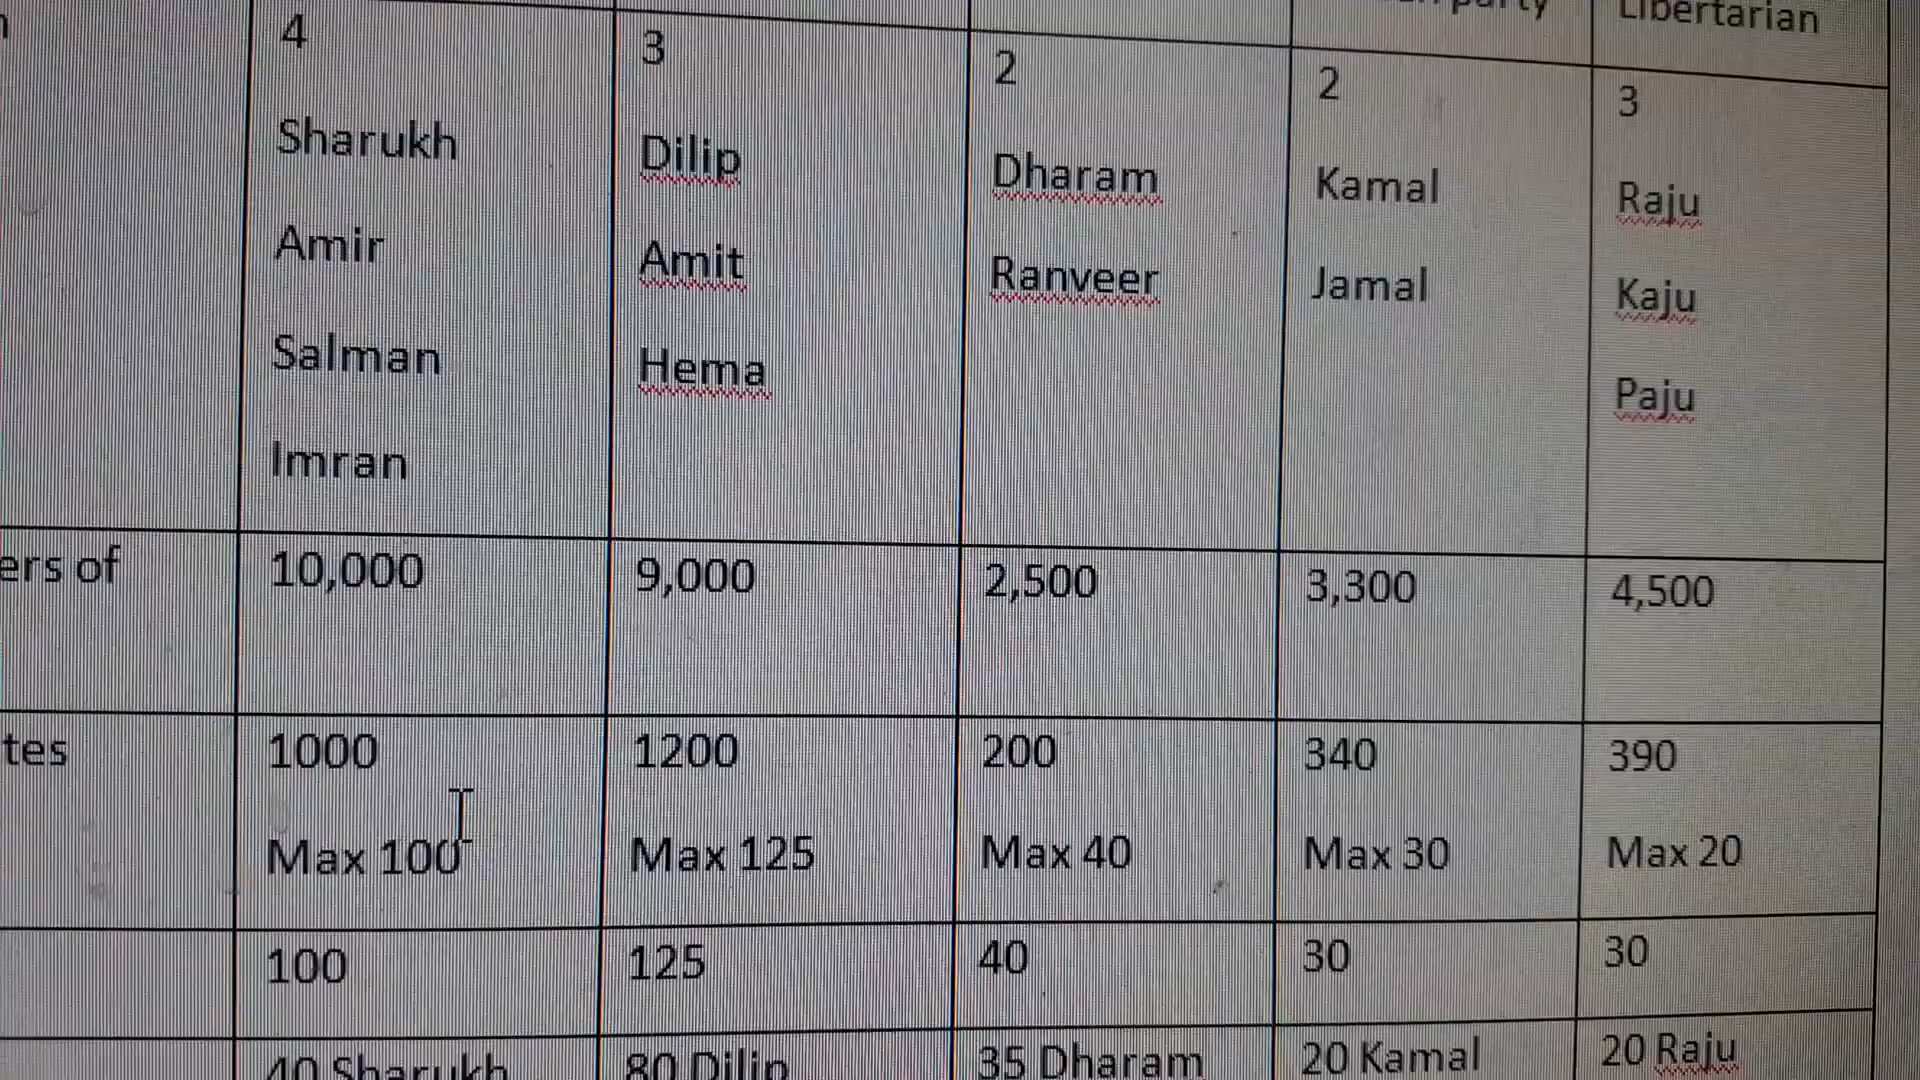 party Libertarian
4 3 2 2 3
Sharukh Dilip Dharam Kamal Raju
Amir Amit Ranveer Jamal Kaju
Salman Hema Paju
Imran
ers of 10,000 9,000 2,500 3,300 4,500
tes 1000 1200 200 340 390
Max 100 Max 125 Max 40 Max 30 Max 20
100 125 40 30 30
40 Sharukh 80 Dilip 35 Dharam 20 Kamal 20 Raju